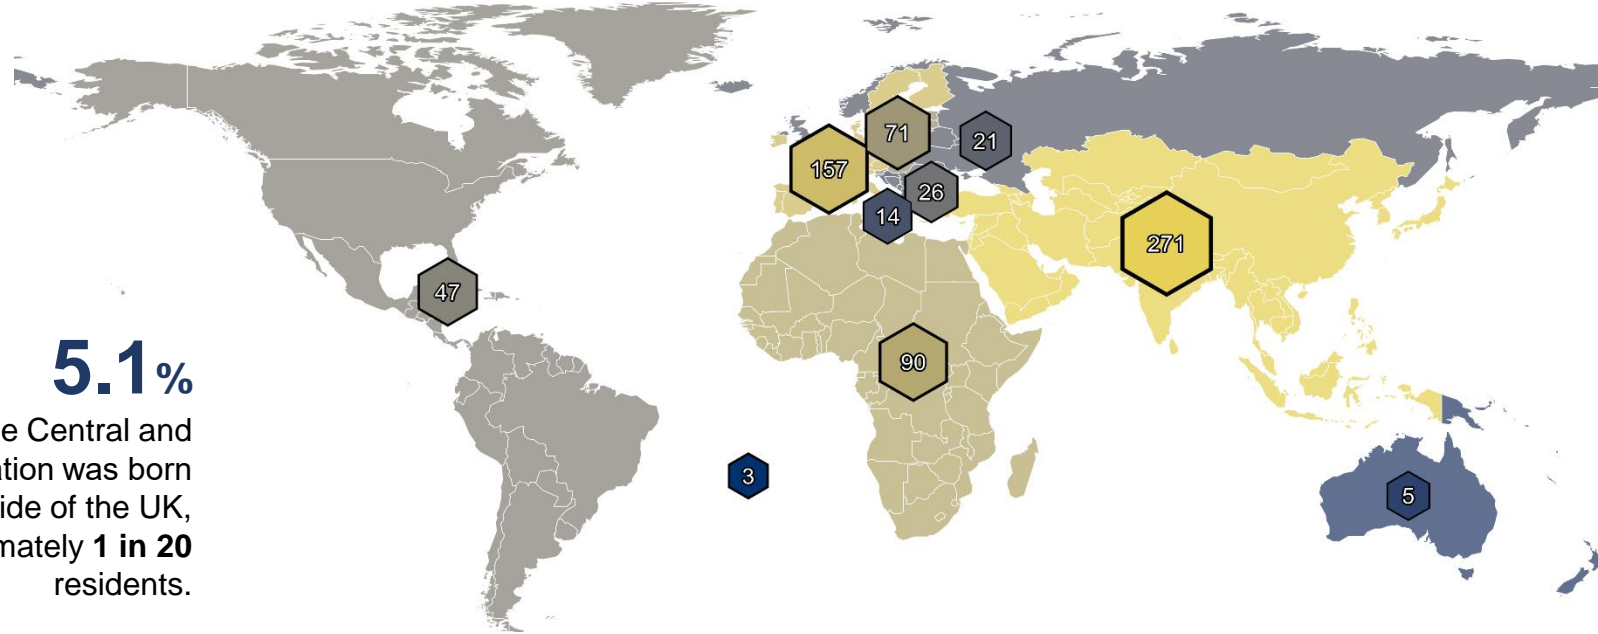 71
21
157
26
14
271
47
90
5.1%
e Central and
ation was born
ide of the UK,
mately 1 in 20
residents.
3
5